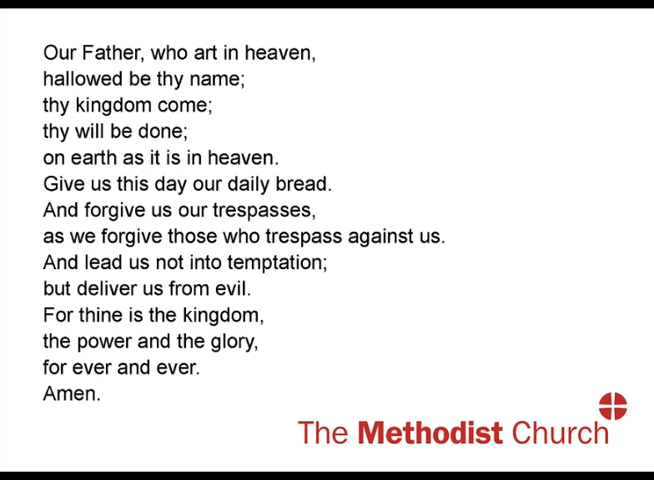 Our Father, who art in heaven,
hallowed be thy name;
thy kingdom come;
thy will be done;
on earth as it is in heaven.
Give us this day our daily bread.
And forgive us our trespasses,
as we forgive those who trespass against us.
And lead us not into temptation;
but deliver us from evil.
For thine is the kingdom,
the power and the glory,
for ever and ever.
Amen.
The Methodist Church